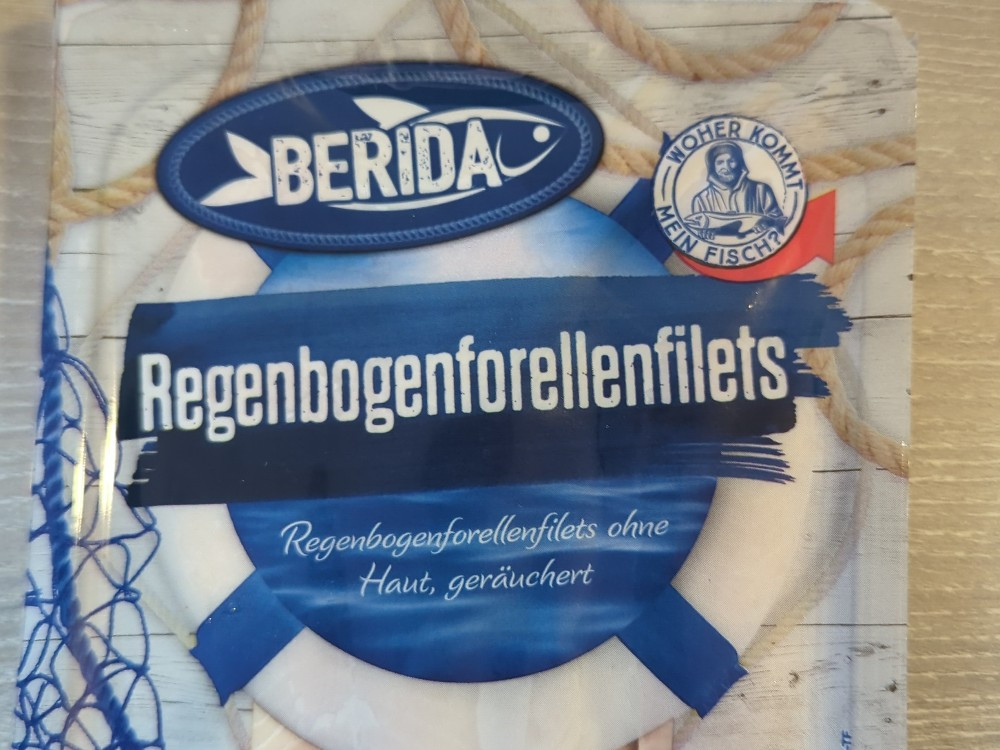 BERIDA
WOHER KOMMT
MEIN FISCH?
Regenbogenforellenfilets
Regenbogenforellenfilets ohne
Haut, geräuchert